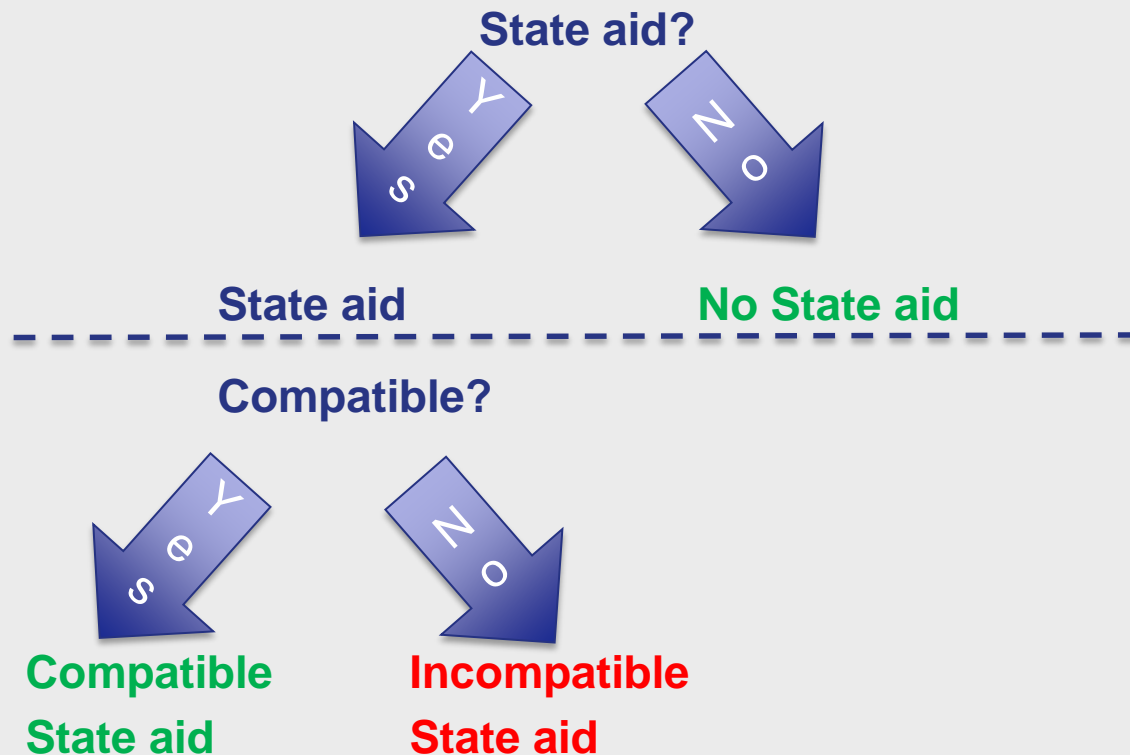 State aid?
Yes
No
State aid
No State aid
Compatible?
Yes
No
Compatible
State aid
Incompatible
State aid